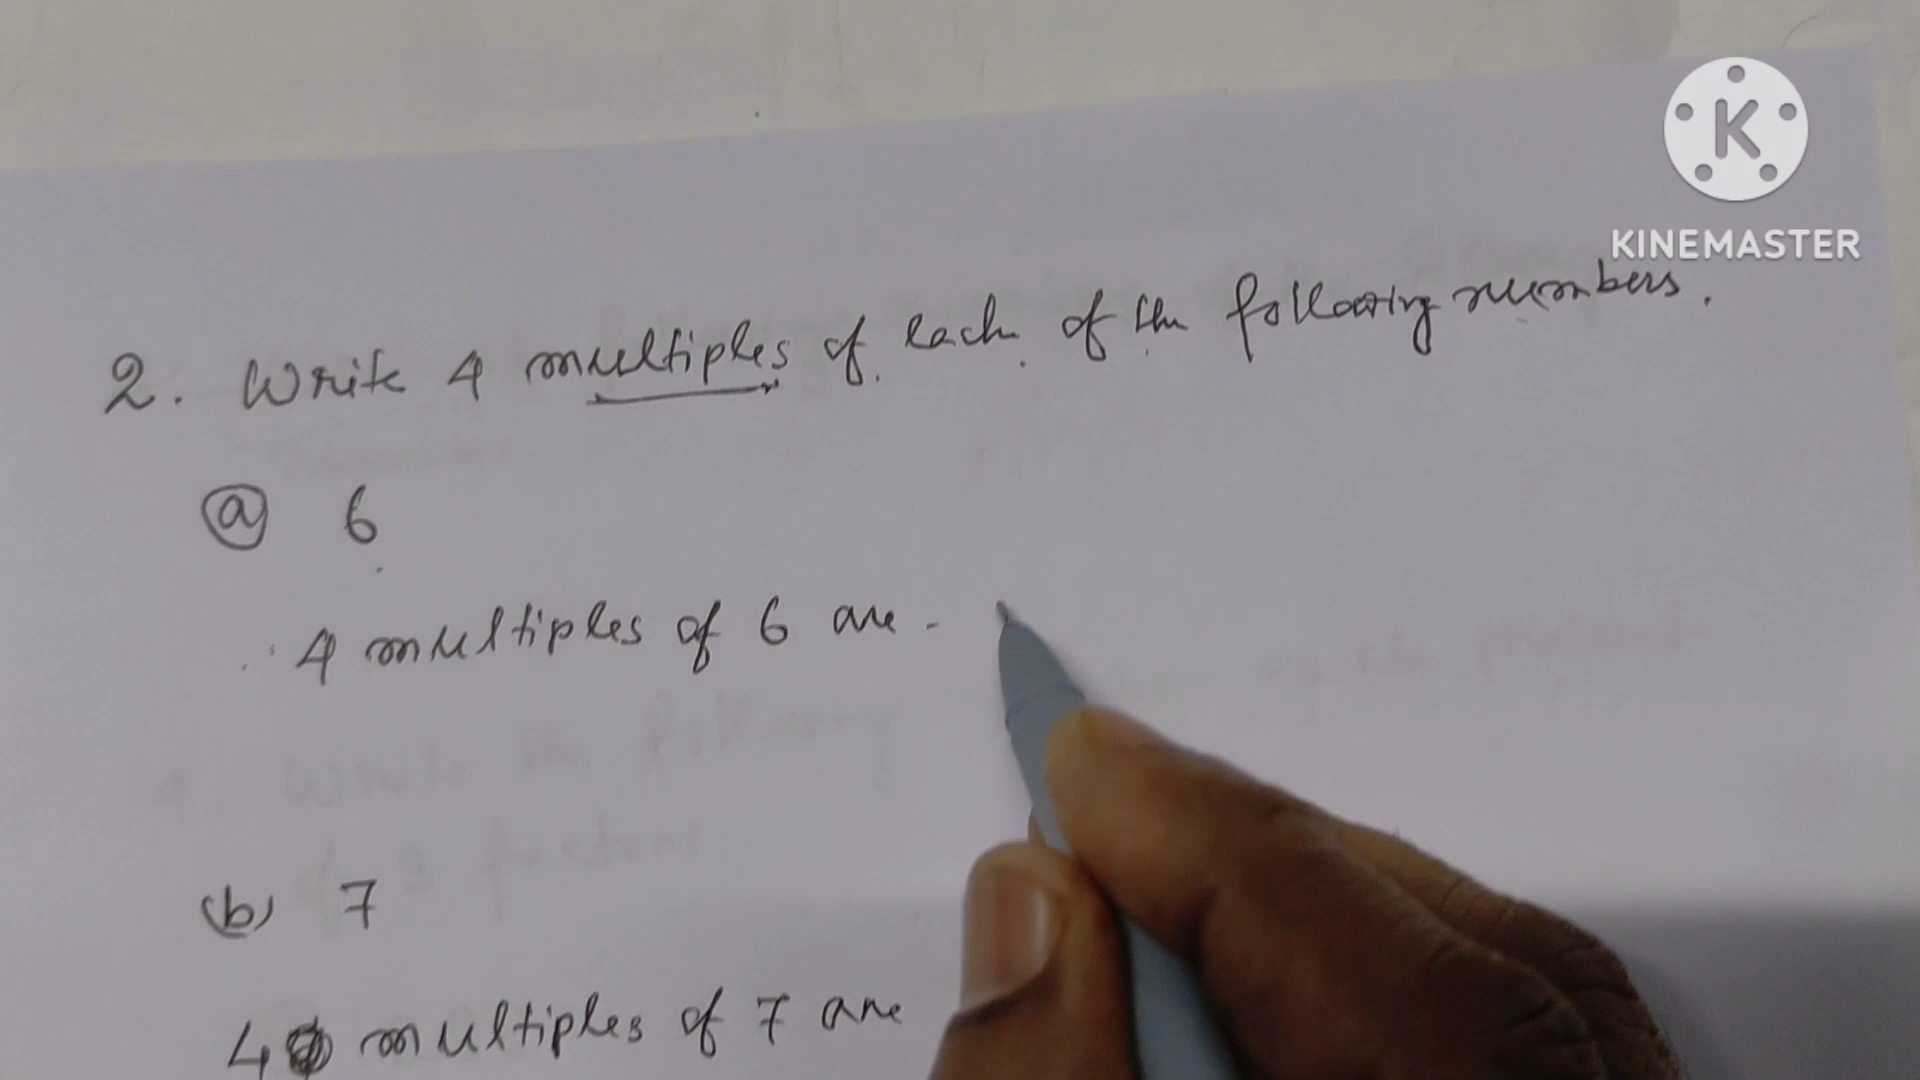 KINEMASTER
2. Write 4 multiples of each of the following numbers.
(a) 6
4 multiples of 6 are -
(b) 7
4 multiples of 7 are